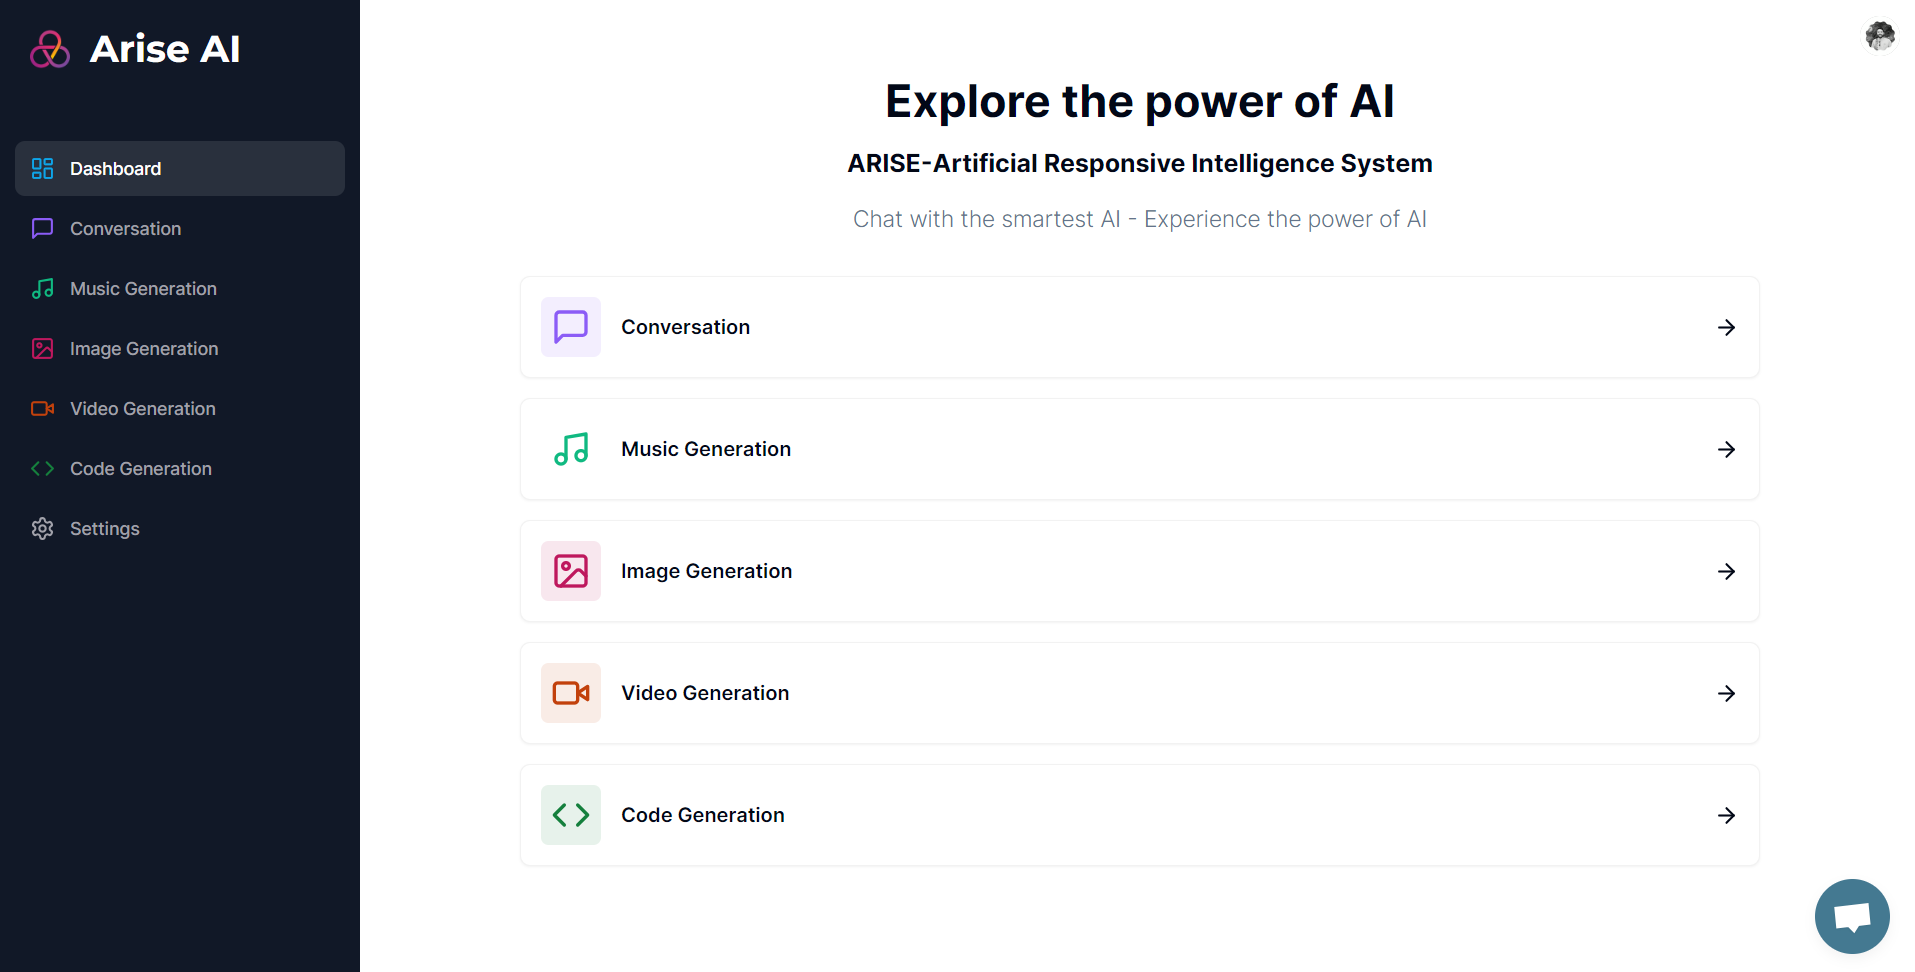 Arise AI
Dashboard
Conversation
Music Generation
Image Generation
Video Generation
Code Generation
Settings
Explore the power of AI
ARISE-Artificial Responsive Intelligence System
Chat with the smartest AI - Experience the power of AI
Conversation
Music Generation
Image Generation
Video Generation
Code Generation